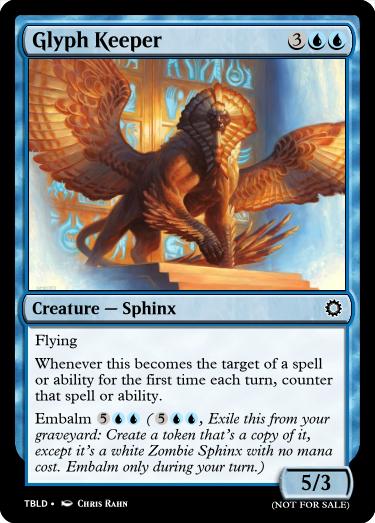 Glyph Keeper 3
Creature — Sphinx
Flying
Whenever this becomes the target of a spell
or ability for the first time each turn, counter
that spell or ability.
Embalm 5 ( 5 , Exile this from your
graveyard: Create a token that's a copy of it,
except it's a white Zombie Sphinx with no mana
cost. Embalm only during your turn.)
5/3
TBLD • Chris Rahn
(NOT FOR SALE)